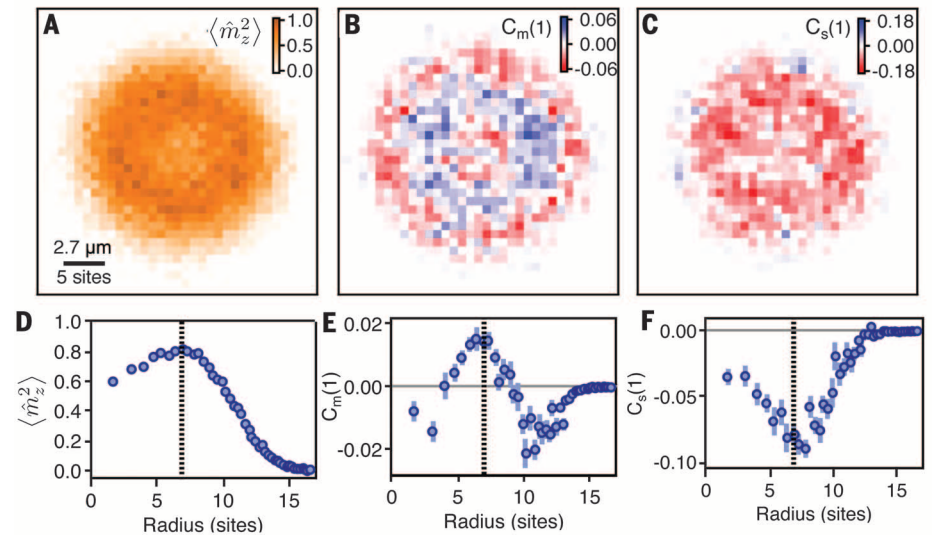 A
⟨m̂z²⟩
1.0
0.5
0.0
2.7 µm
5 sites
B
Cm(1)
0.06
0.00
-0.06
C
Cs(1)
0.18
0.00
-0.18
D
1.0
0.8
0.6
0.4
0.2
0.0
⟨m̂z²⟩
0
5
10
15
Radius (sites)
E
0.02
0.00
-0.02
Cm(1)
0
5
10
15
Radius (sites)
F
0.00
-0.05
-0.10
Cs(1)
0
5
10
15
Radius (sites)